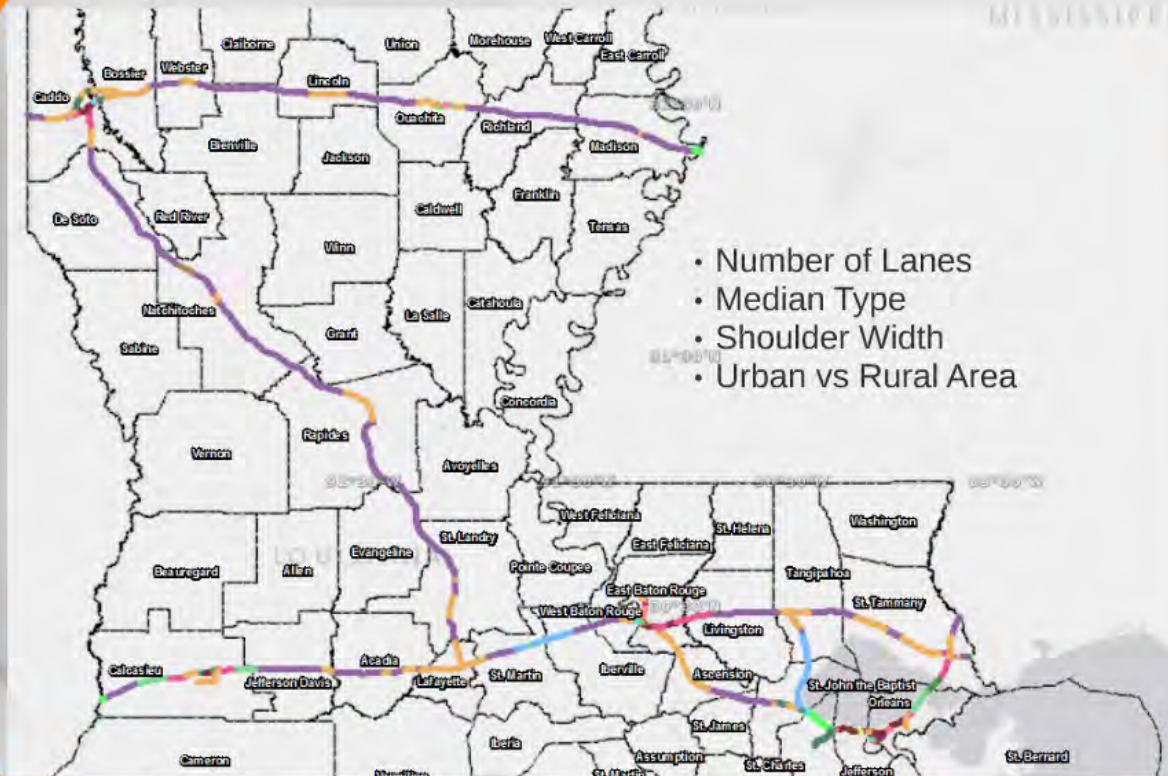 MISSISSIPPI
Claiborne
Union
Morehouse
West Carroll
East Carroll
Bossier
Webster
Caddo
Lincoln
Ouachita
Richland
Madison
Bienville
Jackson
De Soto
Red River
Caldwell
Franklin
Winn
Tensas
• Number of Lanes
• Median Type
• Shoulder Width
• Urban vs Rural Area
Natchitoches
La Salle
Catahoula
Sabine
Grant
Concordia
Vernon
Rapides
Avoyelles
West Feliciana
St. Helena
Washington
East Feliciana
Beauregard
Allen
Evangeline
St. Landry
Pointe Coupee
Tangipahoa
East Baton Rouge
St. Tammany
West Baton Rouge
Livingston
Calcasieu
Jefferson Davis
Acadia
Lafayette
St. Martin
Iberville
Ascension
St. John the Baptist
Orleans
St. James
Iberia
Assumption
St. Charles
Jefferson
St. Bernard
Cameron